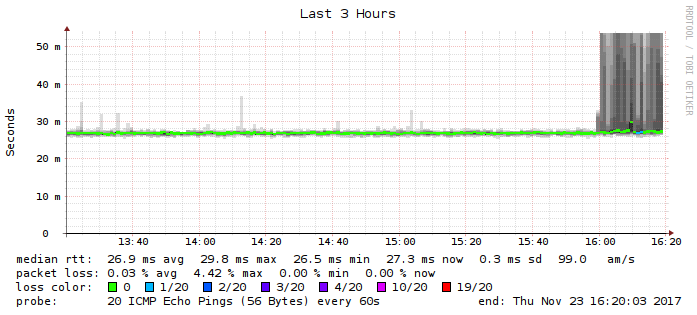 Last 3 Hours
RRDTOOL / TOBI OETIKER
Seconds
50 m
40 m
30 m
20 m
10 m
0
13:40 14:00 14:20 14:40 15:00 15:20 15:40 16:00 16:20
median rtt: 26.9 ms avg 29.8 ms max 26.5 ms min 27.3 ms now 0.3 ms sd 99.0 am/s
packet loss: 0.03 % avg 4.42 % max 0.00 % min 0.00 % now
loss color: 0 1/20 2/20 3/20 4/20 10/20 19/20
probe: 20 ICMP Echo Pings (56 Bytes) every 60s end: Thu Nov 23 16:20:03 2017